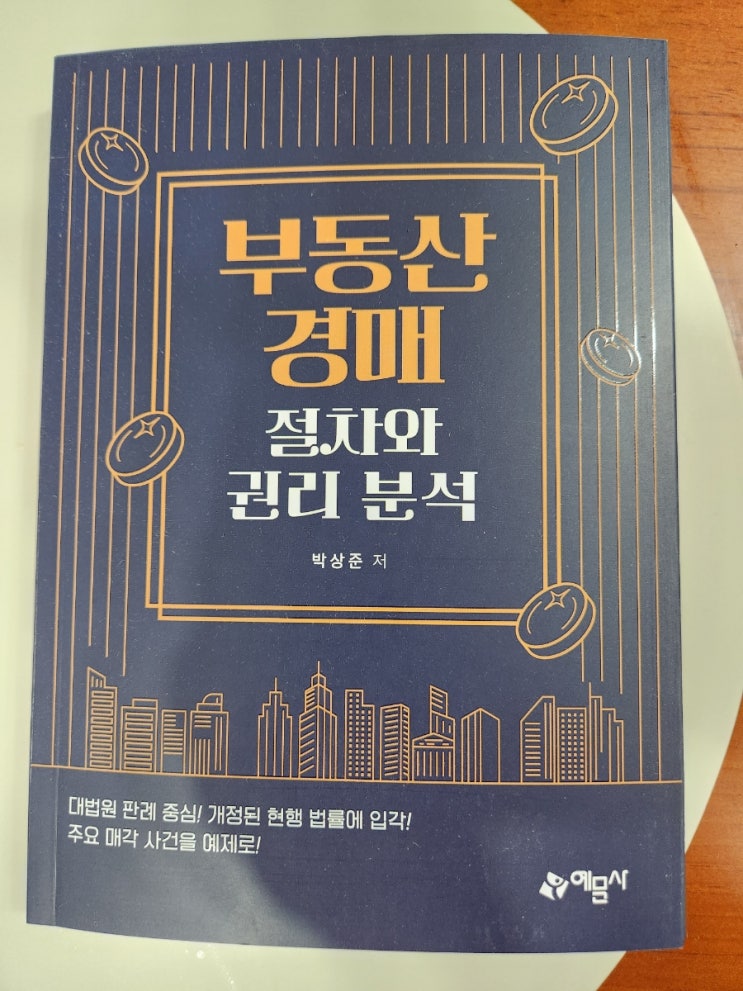 부동산
경매
절차와
권리 분석
박상준 저
대법원 판례 중심! 개정된 현행 법률에 입각!
주요 매각 사건을 예제로!
예문사